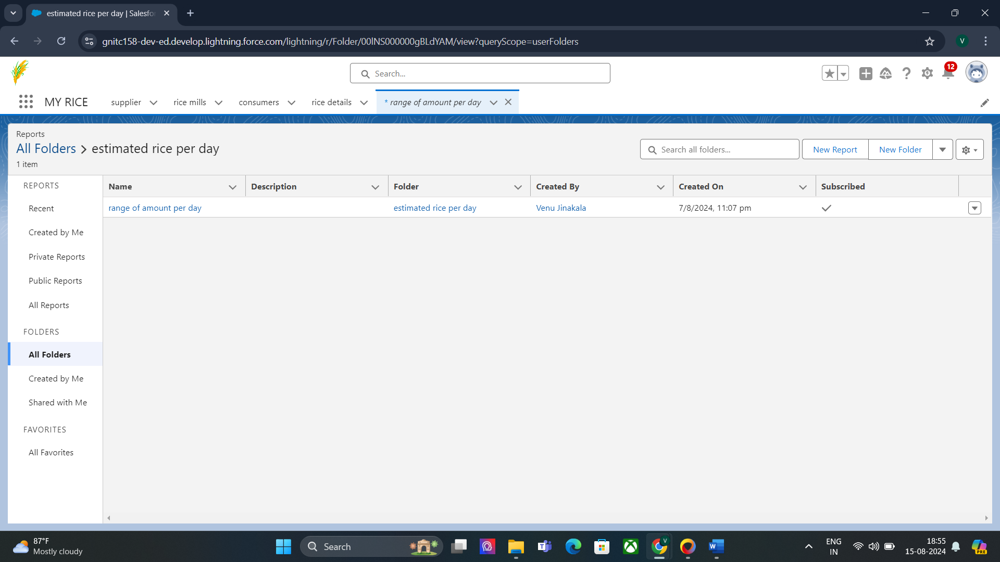 estimated rice per day | Salesfo
gnitc158-dev-ed.develop.lightning.force.com/lightning/r/Folder/00lNS000000gBLdYAM/view?queryScope=userFolders
V
Search...
12
MY RICE
supplier
rice mills
consumers
rice details
* range of amount per day
Reports
All Folders > estimated rice per day
1 item
Search all folders...
New Report
New Folder
REPORTS
Recent
Created by Me
Private Reports
Public Reports
All Reports
FOLDERS
All Folders
Created by Me
Shared with Me
FAVORITES
All Favorites
Name Description Folder Created By Created On Subscribed
range of amount per day estimated rice per day Venu Jinakala 7/8/2024, 11:07 pm
87°F
Mostly cloudy
Search
V
ENG
IN
18:55
15-08-2024
PRE